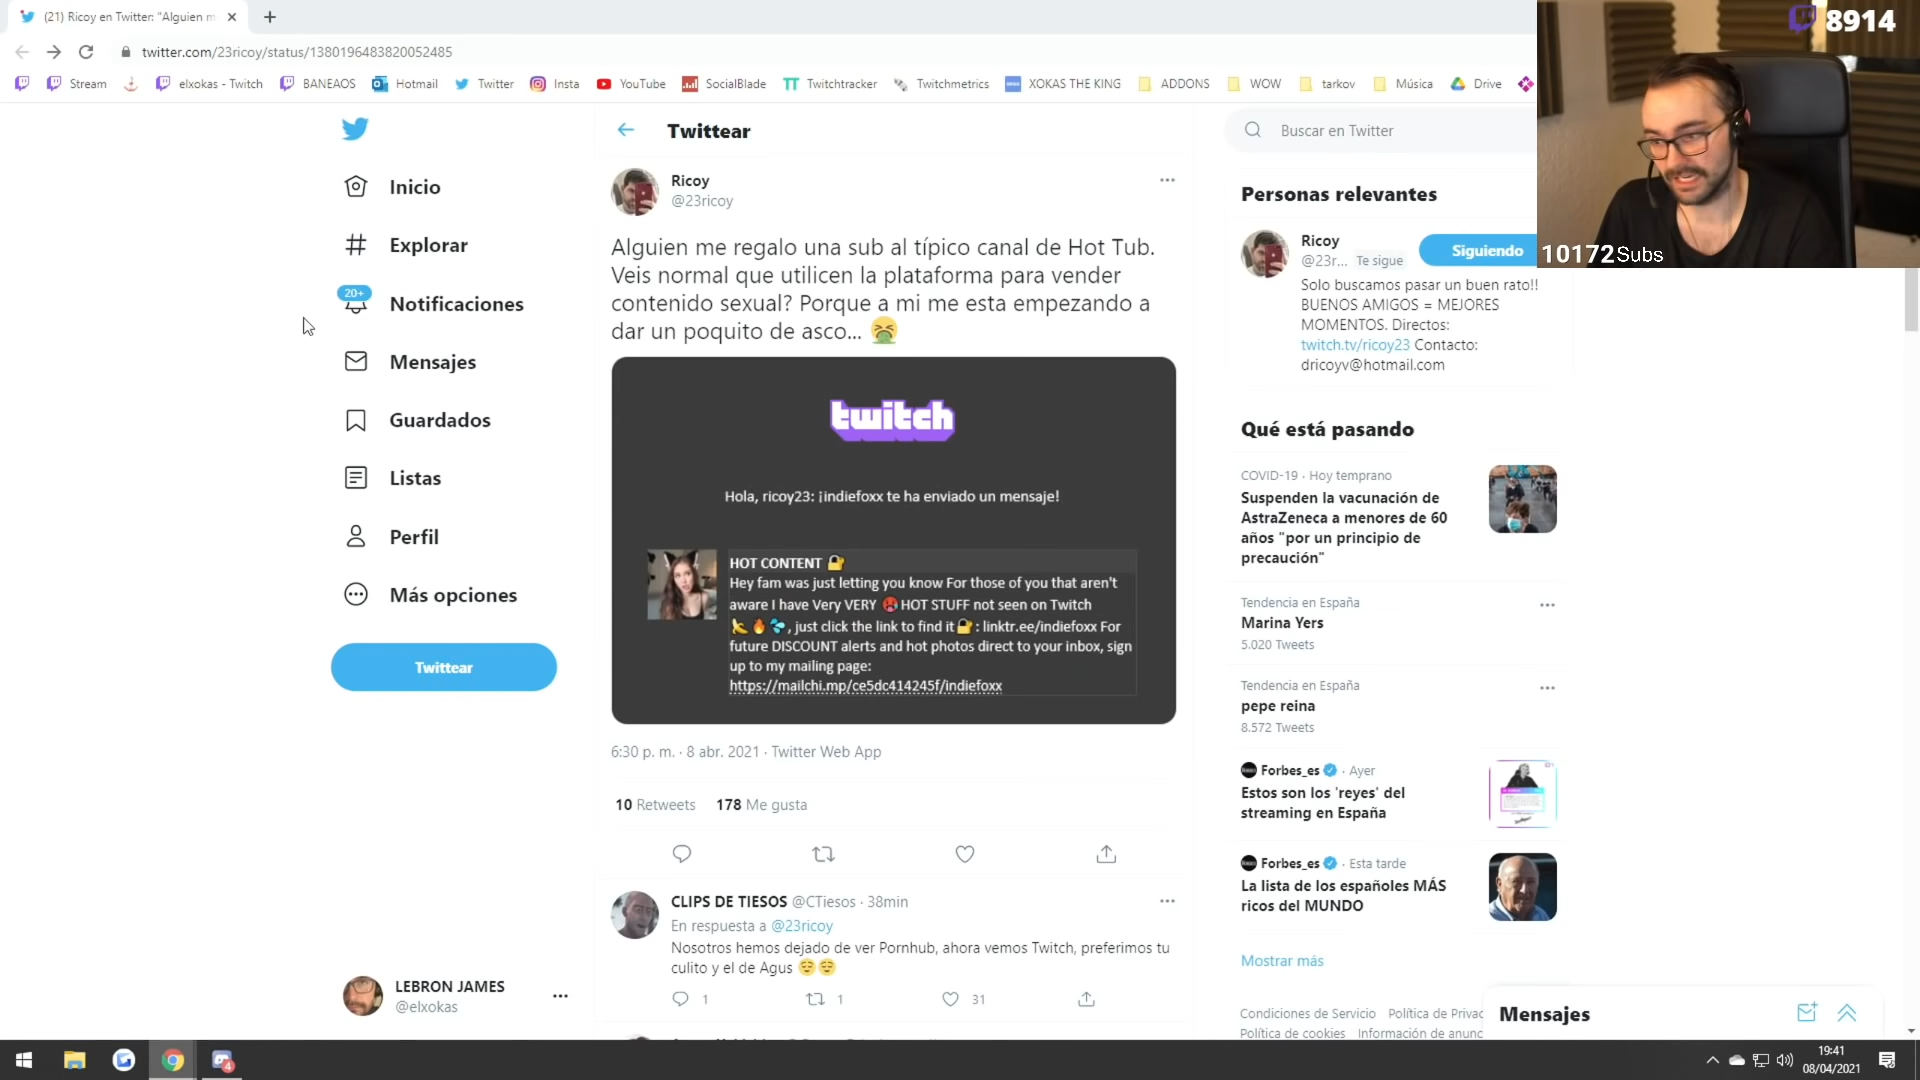 (21) Ricoy en Twitter: "Alguien m
twitter.com/23ricoy/status/1380196483820052485
Stream
elxokas - Twitch
BANEAOS
Hotmail
Twitter
Insta
YouTube
SocialBlade
Twitchtracker
Twitchmetrics
XOKAS THE KING
ADDONS
WOW
tarkov
Música
Drive
8914
10172 Subs
Inicio
Explorar
20+
Notificaciones
Mensajes
Guardados
Listas
Perfil
Más opciones
Twittear
LEBRON JAMES
@elxokas
Twittear
Ricoy
@23ricoy
Alguien me regalo una sub al típico canal de Hot Tub.
Veis normal que utilicen la plataforma para vender
contenido sexual? Porque a mi me esta empezando a
dar un poquito de asco... 🤮
twitch
Hola, ricoy23: ¡indiefoxx te ha enviado un mensaje!
HOT CONTENT 🔐
Hey fam was just letting you know For those of you that aren't
aware I have Very VERY 🥵 HOT STUFF not seen on Twitch
🍌🔥💦, just click the link to find it 🔐: linktr.ee/indiefoxx For
future DISCOUNT alerts and hot photos direct to your inbox, sign
up to my mailing page:
https://mailchi.mp/ce5dc414245f/indiefoxx
6:30 p. m. · 8 abr. 2021 · Twitter Web App
10 Retweets 178 Me gusta
CLIPS DE TIESOS @CTiesos · 38min
En respuesta a @23ricoy
Nosotros hemos dejado de ver Pornhub, ahora vemos Twitch, preferimos tu
culito y el de Agus 😌😌
1 1 31
Buscar en Twitter
Personas relevantes
Ricoy
@23r... Te sigue
Siguiendo
Solo buscamos pasar un buen rato!!
BUENOS AMIGOS = MEJORES
MOMENTOS. Directos:
twitch.tv/ricoy23 Contacto:
dricoyv@hotmail.com
Qué está pasando
COVID-19 · Hoy temprano
Suspenden la vacunación de
AstraZeneca a menores de 60
años "por un principio de
precaución"
Tendencia en España
Marina Yers
5.020 Tweets
Tendencia en España
pepe reina
8.572 Tweets
Forbes_es · Ayer
Estos son los 'reyes' del
streaming en España
Forbes_es · Esta tarde
La lista de los españoles MÁS
ricos del MUNDO
Mostrar más
Condiciones de Servicio Política de Privac
Política de cookies Información de anunc
Mensajes
4
19:41
08/04/2021